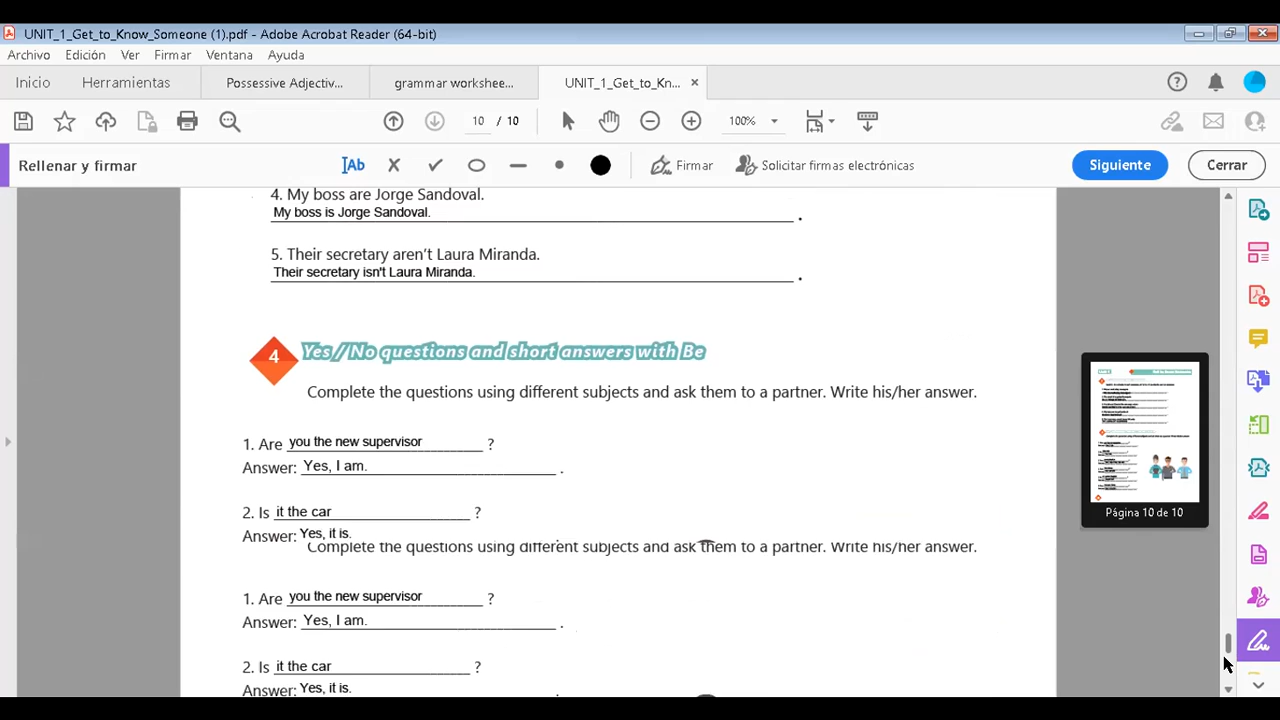 UNIT_1_Get_to_Know_Someone (1).pdf - Adobe Acrobat Reader (64-bit)
Archivo Edición Ver Firmar Ventana Ayuda
Inicio Herramientas Possessive Adjectiv... grammar workshee... UNIT_1_Get_to_Kn...
10 / 10 100%
Rellenar y firmar Ab Firmar Solicitar firmas electrónicas Siguiente Cerrar
4. My boss are Jorge Sandoval.
My boss is Jorge Sandoval.
5. Their secretary aren't Laura Miranda.
Their secretary isn't Laura Miranda.
4 Yes/No questions and short answers with Be
Complete the questions using different subjects and ask them to a partner. Write his/her answer.
1. Are you the new supervisor ?
Answer: Yes, I am.
2. Is it the car ?
Answer: Yes, it is.
Complete the questions using different subjects and ask them to a partner. Write his/her answer.
1. Are you the new supervisor ?
Answer: Yes, I am.
2. Is it the car ?
Answer: Yes, it is.
Página 10 de 10